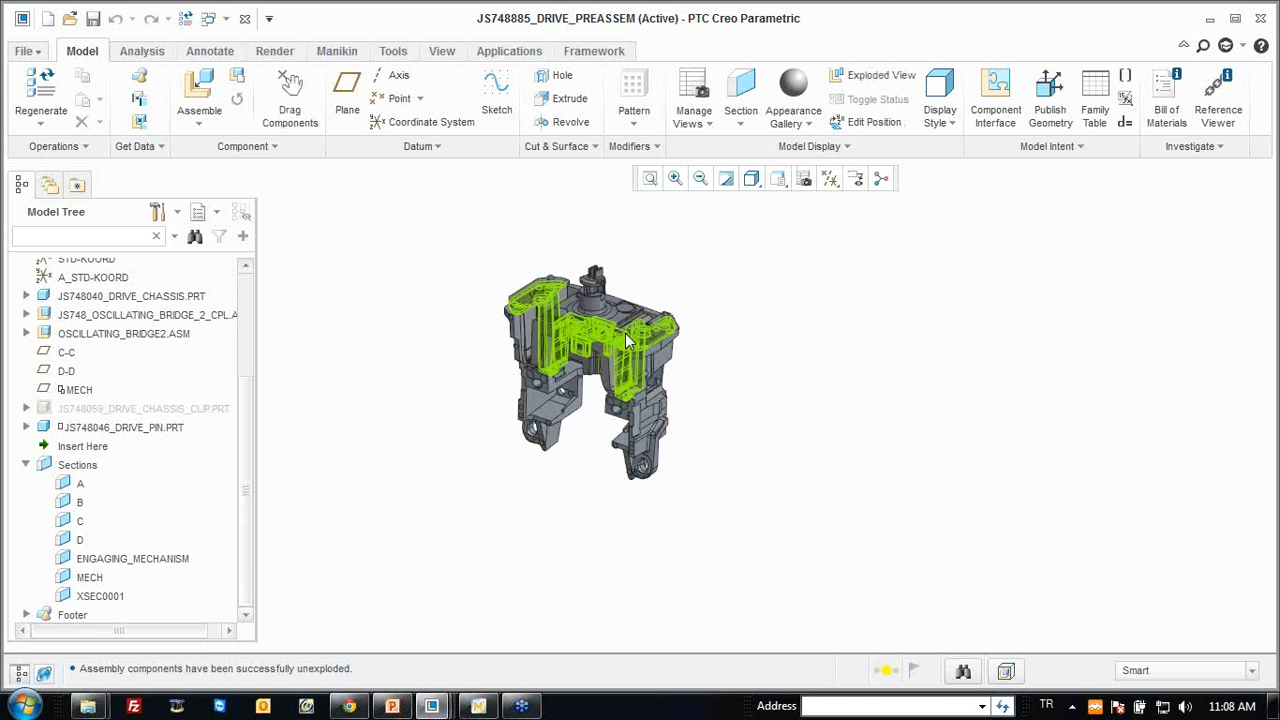 JS748885_DRIVE_PREASSEM (Active) - PTC Creo Parametric
File Model Analysis Annotate Render Manikin Tools View Applications Framework
Regenerate
Operations
Get Data
Assemble
Drag Components
Component
Plane
Axis
Point
Coordinate System
Sketch
Datum
Hole
Extrude
Revolve
Cut & Surface
Pattern
Modifiers
Manage Views
Section
Appearance Gallery
Exploded View
Toggle Status
Edit Position
Display Style
Model Display
Component Interface
Publish Geometry
Family Table
d=
Model Intent
Bill of Materials
Reference Viewer
Investigate
Model Tree
STD-KOORD
A_STD-KOORD
JS748040_DRIVE_CHASSIS.PRT
JS748_OSCILLATING_BRIDGE_2_CPL.A
OSCILLATING_BRIDGE2.ASM
C-C
D-D
MECH
JS748059_DRIVE_CHASSIS_CLIP.PRT
JS748046_DRIVE_PIN.PRT
Insert Here
Sections
A
B
C
D
ENGAGING_MECHANISM
MECH
XSEC0001
Footer
• Assembly components have been successfully unexploded.
Smart
Address
TR
11:08 AM